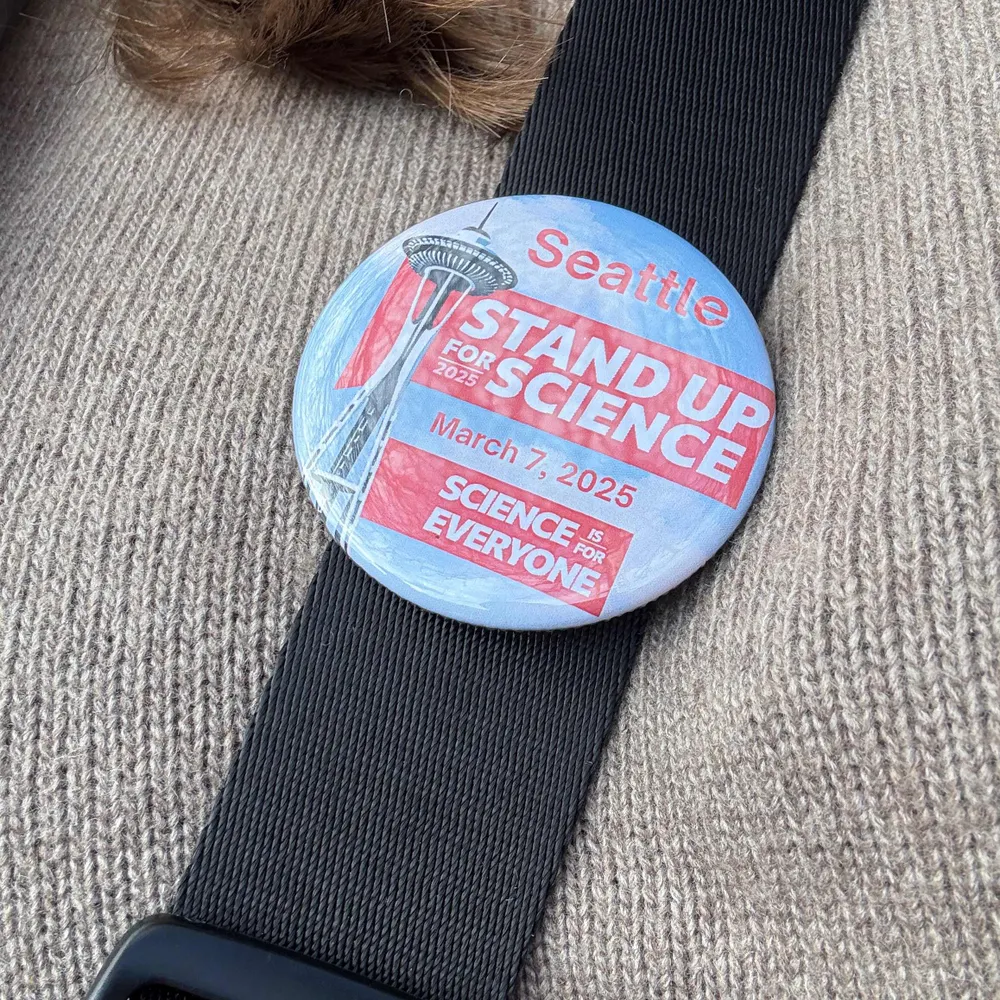 Seattle
STAND UP
FOR
2025
SCIENCE
March 7, 2025
SCIENCE IS
EVERYONE FOR